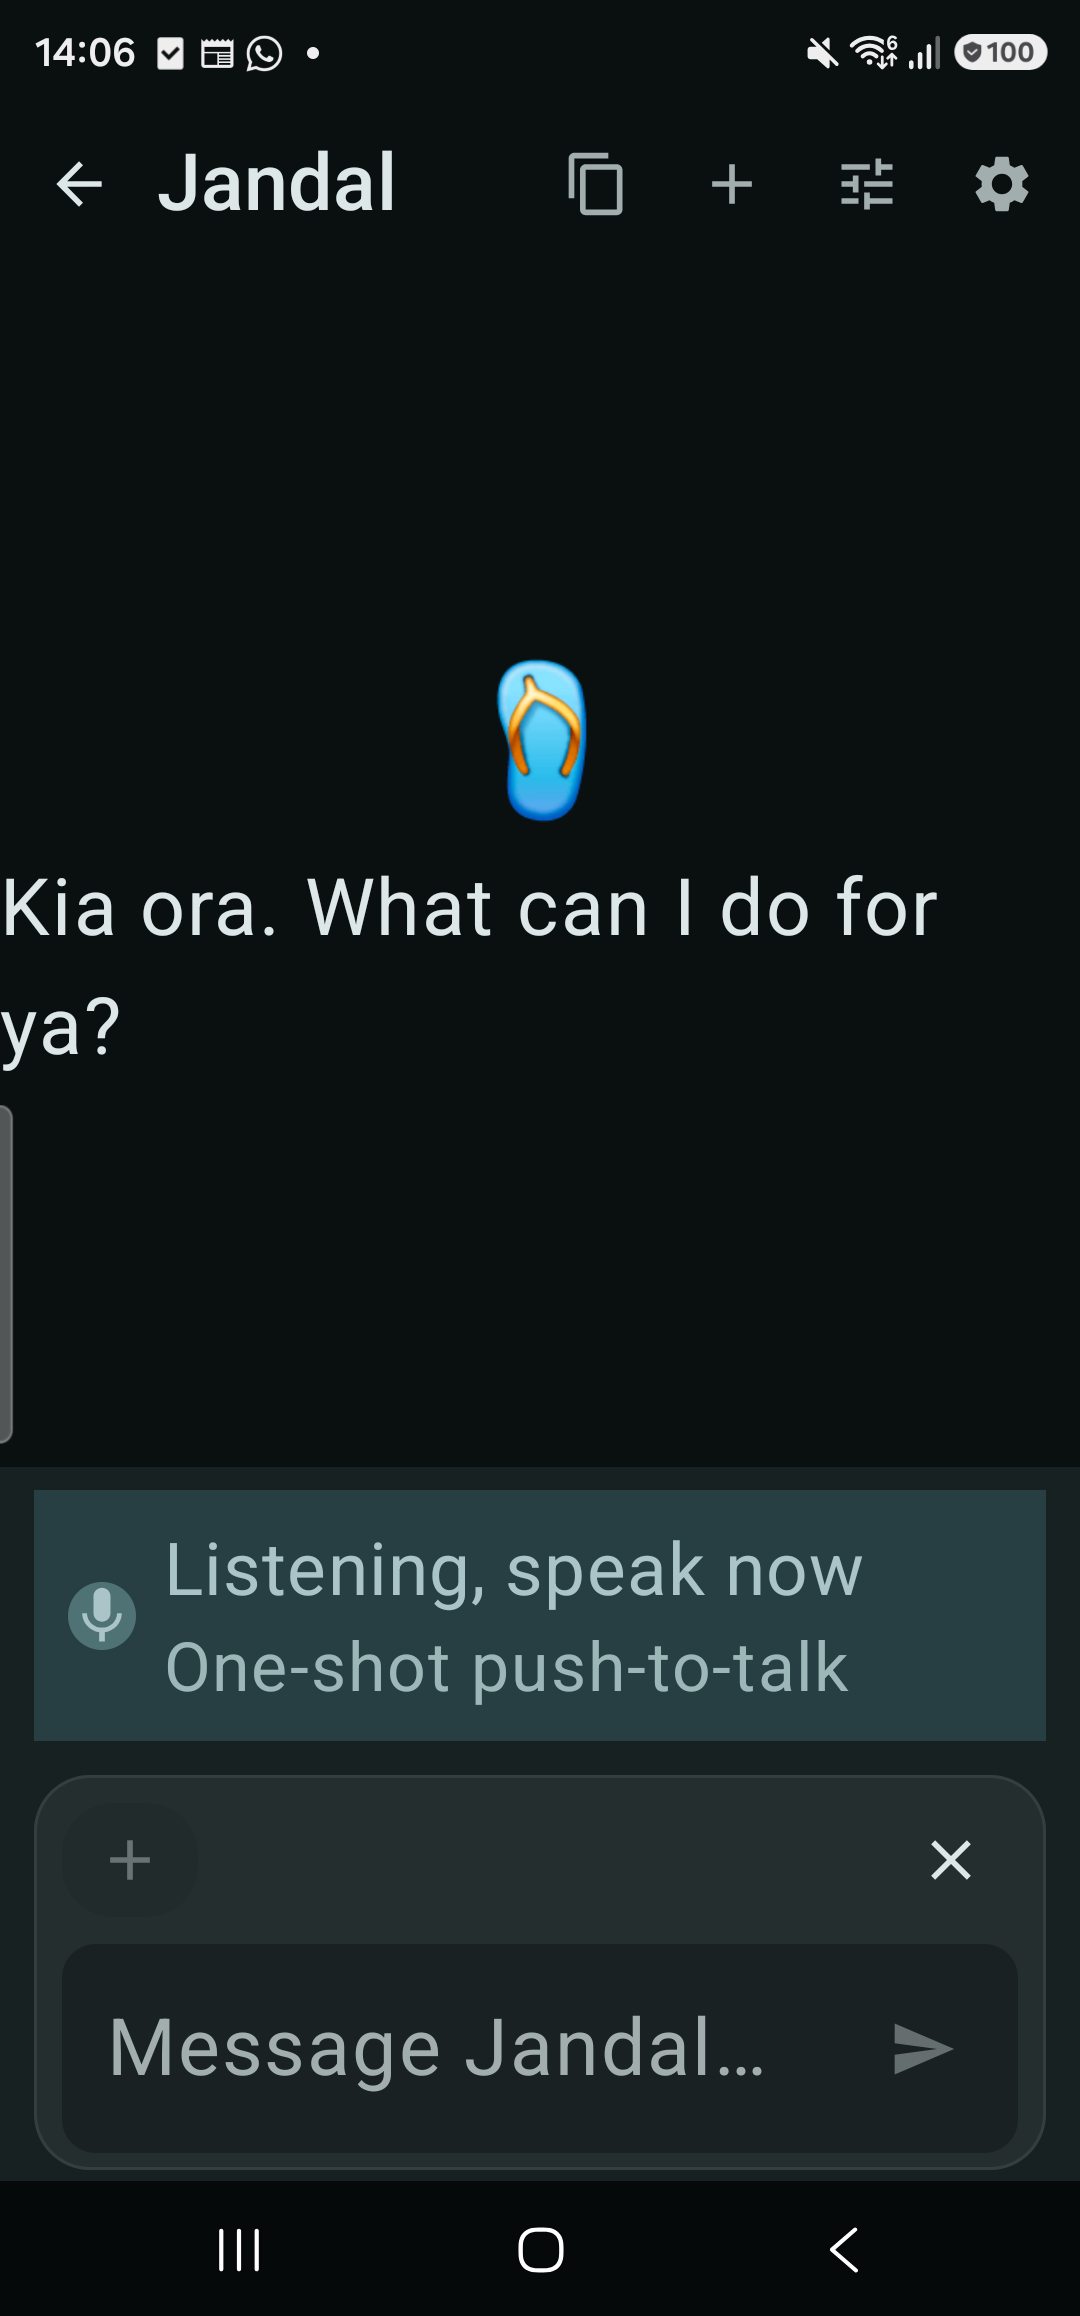 14:06
6
100
Jandal
Kia ora. What can I do for
ya?
Listening, speak now
One-shot push-to-talk
Message Jandal...